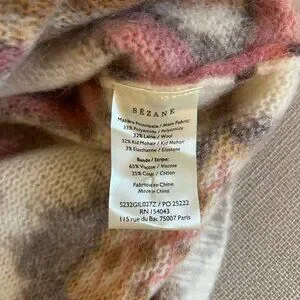 SÉZANE
Matière Principale / Main Fabric:
33% Polyamide / Polyamide
32% Laine / Wool
32% Kid Mohair / Kid Mohair
3% Elasthanne / Elastane
Bande / Stripe:
65% Viscose / Viscose
35% Coton / Cotton
Fabriqué en Chine
Made in China
S232GIL027Z / PO 25222
RN 154043
115 rue du Bac 75007 Paris